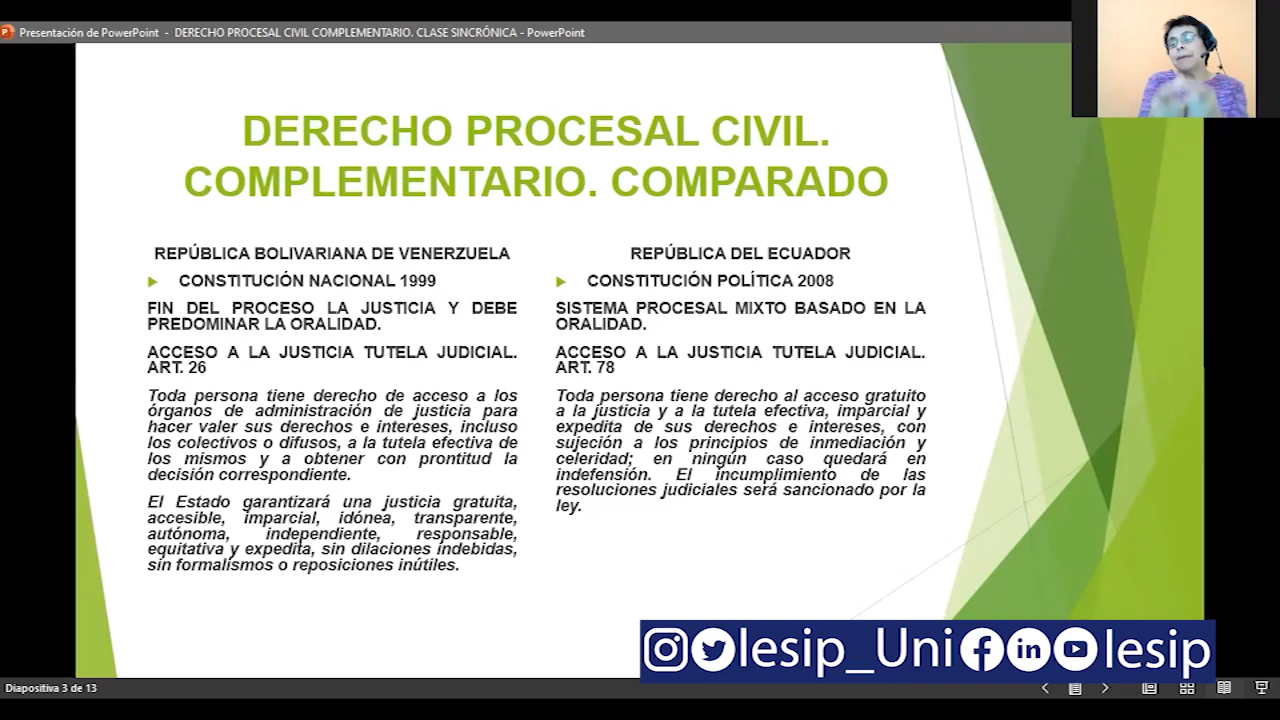 Presentación de PowerPoint - DERECHO PROCESAL CIVIL COMPLEMENTARIO. CLASE SINCRÓNICA - PowerPoint
DERECHO PROCESAL CIVIL.
COMPLEMENTARIO. COMPARADO
REPÚBLICA BOLIVARIANA DE VENERZUELA
CONSTITUCIÓN NACIONAL 1999
FIN DEL PROCESO LA JUSTICIA Y DEBE
PREDOMINAR LA ORALIDAD.
ACCESO A LA JUSTICIA TUTELA JUDICIAL.
ART. 26
Toda persona tiene derecho de acceso a los
órganos de administración de justicia para
hacer valer sus derechos e intereses, incluso
los colectivos o difusos, a la tutela efectiva de
los mismos y a obtener con prontitud la
decisión correspondiente.
El Estado garantizará una justicia gratuita,
accesible, imparcial, idónea, transparente,
autónoma, independiente, responsable,
equitativa y expedita, sin dilaciones indebidas,
sin formalismos o reposiciones inútiles.
REPÚBLICA DEL ECUADOR
CONSTITUCIÓN POLÍTICA 2008
SISTEMA PROCESAL MIXTO BASADO EN LA
ORALIDAD.
ACCESO A LA JUSTICIA TUTELA JUDICIAL.
ART. 78
Toda persona tiene derecho al acceso gratuito
a la justicia y a la tutela efectiva, imparcial y
expedita de sus derechos e intereses, con
sujeción a los principios de inmediación y
celeridad; en ningún caso quedará en
indefensión. El incumplimiento de las
resoluciones judiciales será sancionado por la
ley.
Iesip_Uni in Iesip
Diapositiva 3 de 13